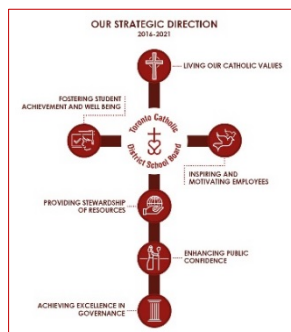 OUR STRATEGIC DIRECTION
2016-2021
LIVING OUR CATHOLIC VALUES
FOSTERING STUDENT
ACHIEVEMENT AND WELL BEING
Toronto Catholic
District School Board
INSPIRING AND
MOTIVATING EMPLOYEES
PROVIDING STEWARDSHIP
OF RESOURCES
ENHANCING PUBLIC
CONFIDENCE
ACHIEVING EXCELLENCE IN
GOVERNANCE